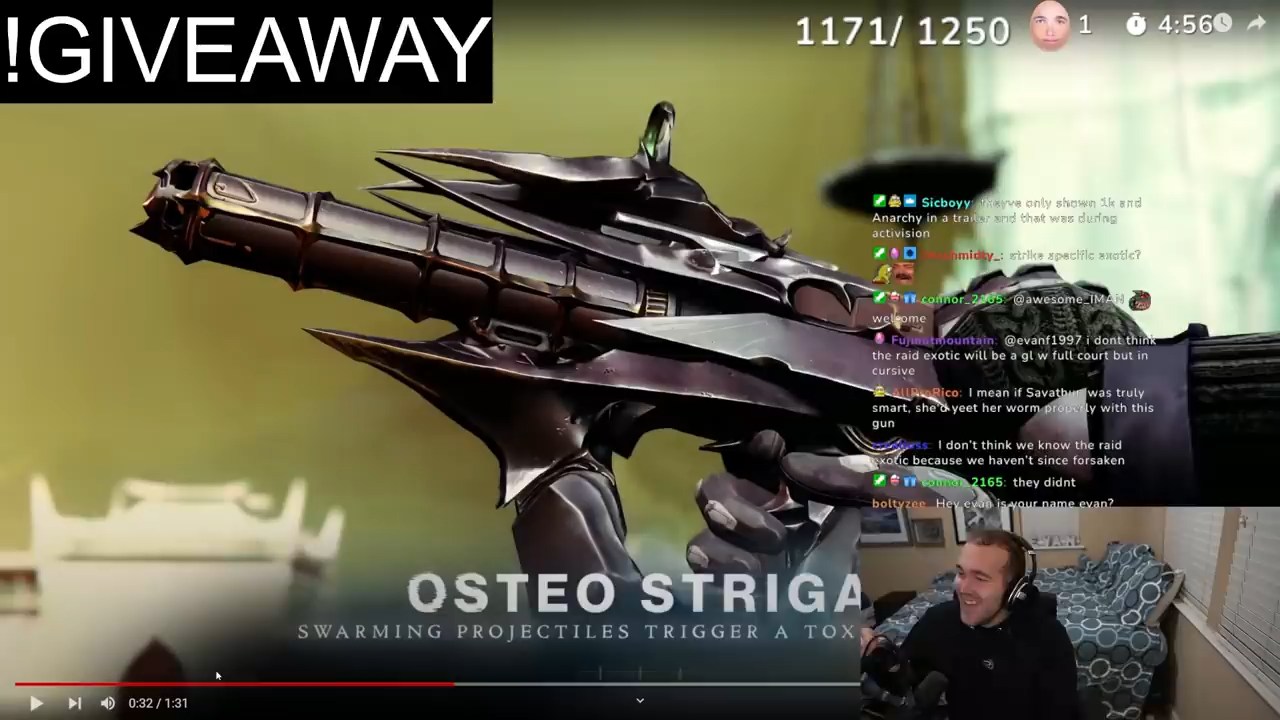 !GIVEAWAY
1171/ 1250
1
4:56
Sicboyy: theyve only shown 1k and
Anarchy in a trailer and that was during
activision
strike specific exotic?
connor_2165: @awesome_IMAN
welcome
Fujinutmountain: @evanf1997 i dont think
the raid exotic will be a gl w full court but in
cursive
AllProRico: I mean if Savathun was truly
smart, she'd yeet her worm properly with this
gun
I don't think we know the raid
exotic because we haven't since forsaken
connor_2165: they didnt
boltyzee Hey evan is your name evan?
OSTEO STRIGA
SWARMING PROJECTILES TRIGGER A TOX
0:32 / 1:31